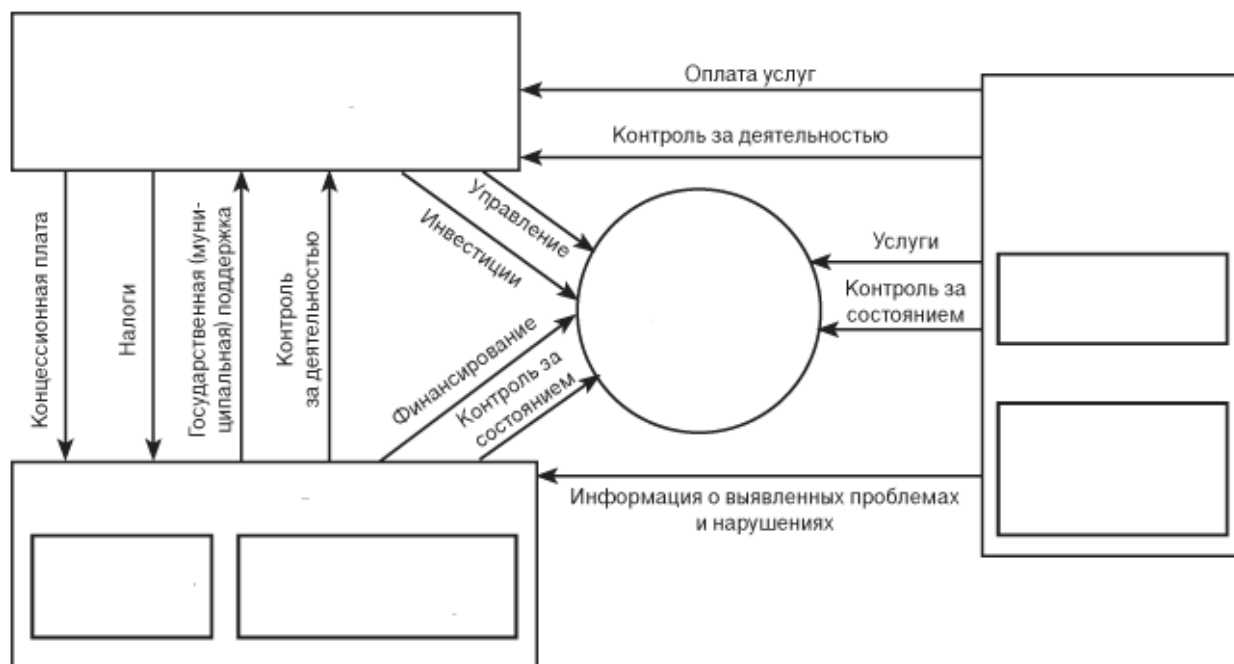 Оплата услуг
Контроль за деятельностью
Управление
Инвестиции
Концессионная плата
Налоги
Государственная (муни-
ципальная) поддержка
Контроль
за деятельностью
Услуги
Контроль за
состоянием
Финансирование
Контроль за
состоянием
Информация о выявленных проблемах
и нарушениях